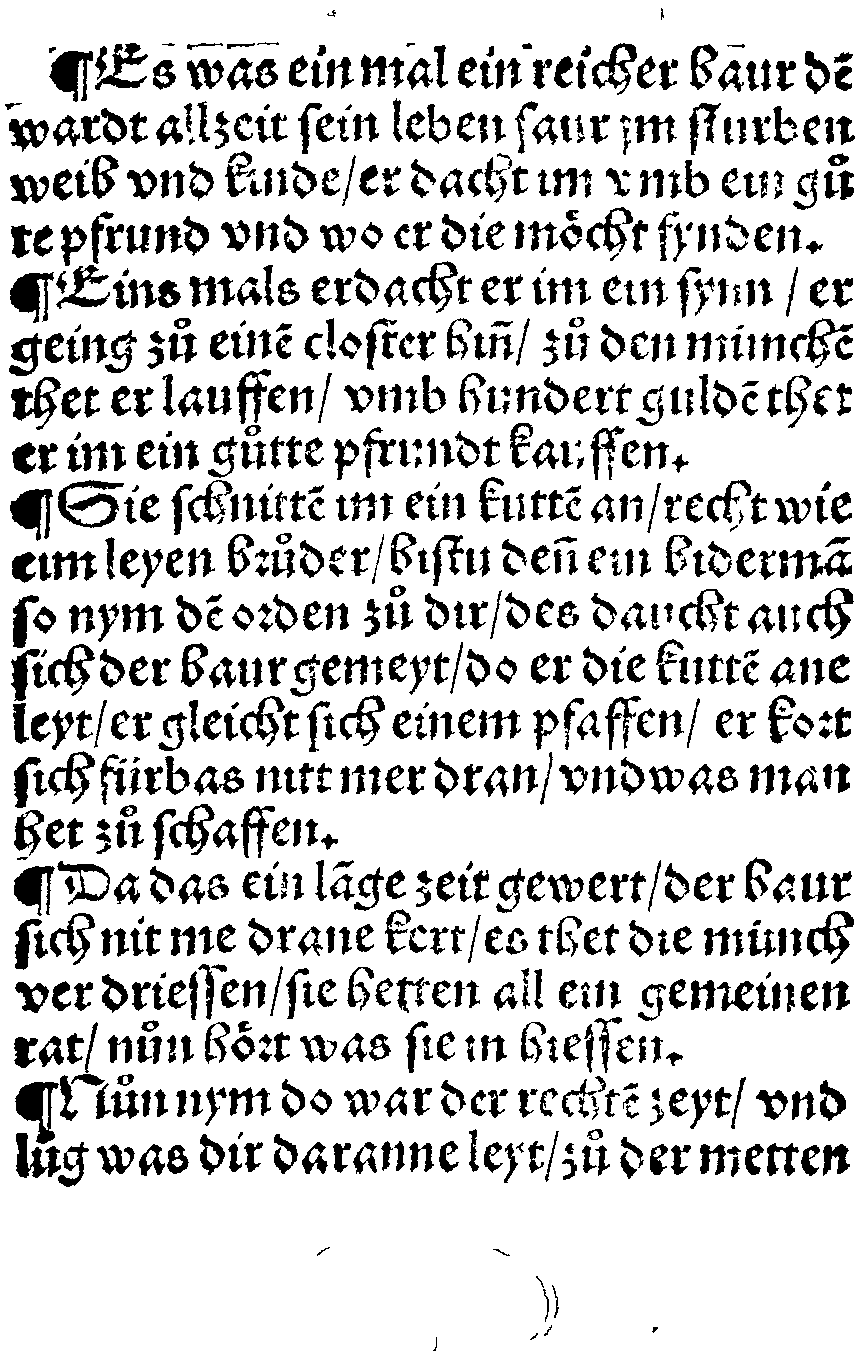 ¶Es was ein mal ein reicher baur dē
wardt allzeit sein leben saur jm sturben
weib vnd kinde/er dacht im vmb ein gů
te pfrund vnd wo er die möcht fynden.
¶Eins mals erdacht er im ein synn / er
geing zů einē closter hin̄/ zů den münchē
thet er lauffen/ vmb hundert guldē thet
er im ein gůtte pfrundt kauffen.
¶Sie schnittē im ein kuttē an/recht wie
eim leyen brůder/bistu den̄ ein bidermā
so nym dē orden zů dir/des daucht auch
sich der baur gemeyt/do er die kuttē ane
leyt/er gleicht sich einem pfaffen/ er kort
sich fürbas nitt mer dran/vnd was man
het zů schaffen.
¶Da das ein lāge zeit gewert/der baur
sich nit me drane kert/es thet die münch
ver driessen/sie hetten all ein gemeinen
rat/ nůn hört was sie in hiessen.
¶Nůn nym do war der rechtē zeyt/ vnd
lůg was dir daranne leyt/zů der metten